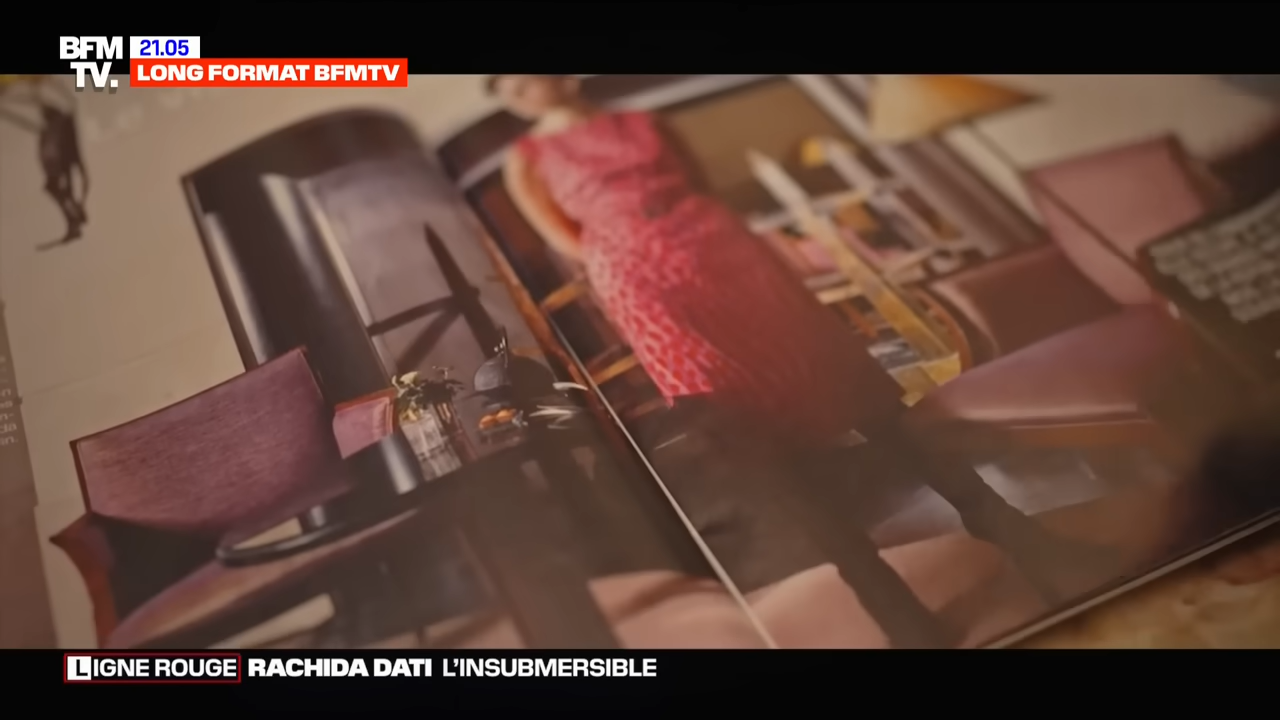 BFM
TV.
21.05
LONG FORMAT BFMTV
LIGNE ROUGE RACHIDA DATI L'INSUBMERSIBLE